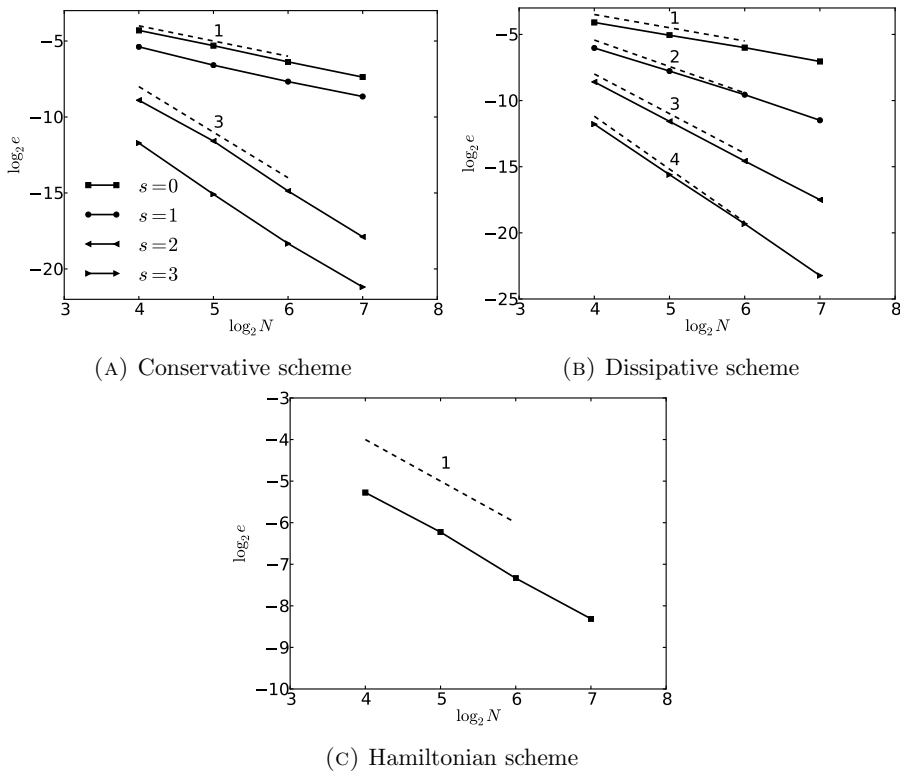 −5
−10
−15
−20
log₂ e
1
3
s = 0
s = 1
s = 2
s = 3
3 4 5 6 7 8
log₂ N
(A) Conservative scheme
0
−5
−10
−15
−20
−25
log₂ e
1
2
3
4
3 4 5 6 7 8
log₂ N
(B) Dissipative scheme
−3
−4
−5
−6
−7
−8
−9
−10
log₂ e
1
3 4 5 6 7 8
log₂ N
(C) Hamiltonian scheme